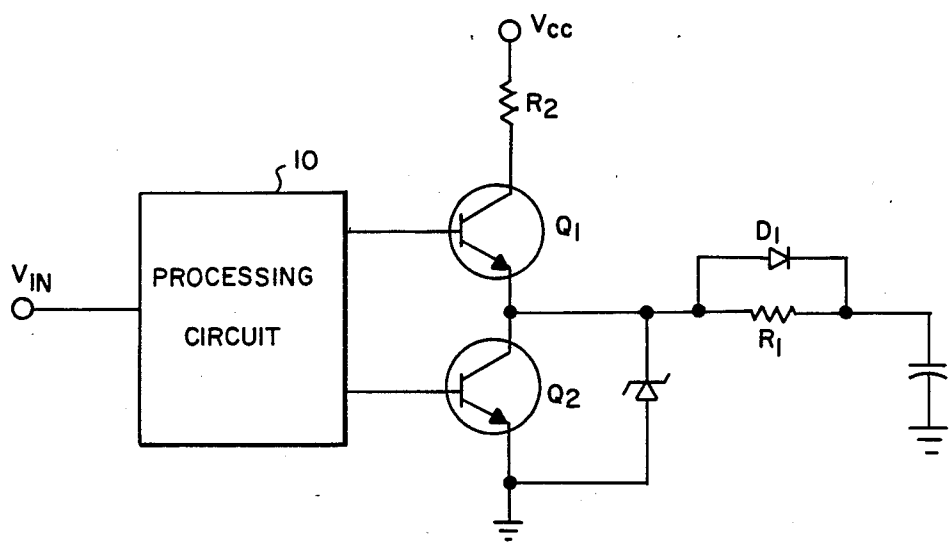 Vcc
R2
10
Q1
D1
VIN
PROCESSING
CIRCUIT
R1
Q2